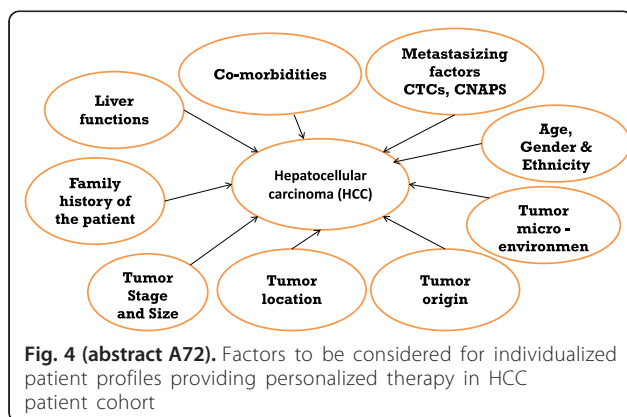 Co-morbidities
Metastasizing
factors
CTCs, CNAPS
Liver
functions
Age,
Gender &
Ethnicity
Hepatocellular
carcinoma (HCC)
Family
history of
the patient
Tumor
micro -
environmen
Tumor
Stage
and Size
Tumor
location
Tumor
origin
Fig. 4 (abstract A72). Factors to be considered for individualized
patient profiles providing personalized therapy in HCC
patient cohort